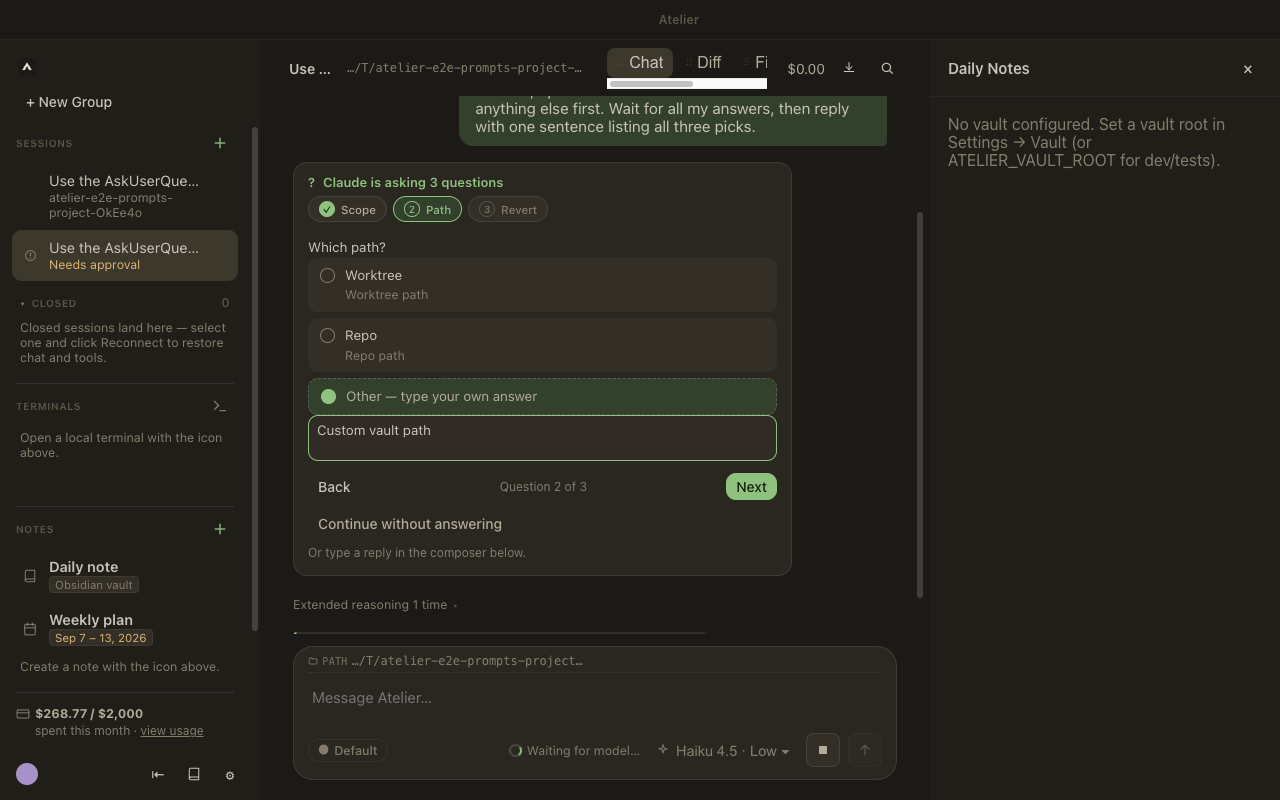 Atelier
+ New Group
SESSIONS
Use the AskUserQue...
atelier-e2e-prompts-
project-OkEe4o
Use the AskUserQue...
Needs approval
CLOSED 0
Closed sessions land here — select
one and click Reconnect to restore
chat and tools.
TERMINALS
Open a local terminal with the icon
above.
NOTES
Daily note
Obsidian vault
Weekly plan
Sep 7 – 13, 2026
Create a note with the icon above.
$268.77 / $2,000
spent this month · view usage
Use ... …/T/atelier-e2e-prompts-project-…
Chat Diff Fi
$0.00
anything else first. Wait for all my answers, then reply
with one sentence listing all three picks.
? Claude is asking 3 questions
Scope 2 Path 3 Revert
Which path?
Worktree
Worktree path
Repo
Repo path
Other — type your own answer
Custom vault path
Back Question 2 of 3 Next
Continue without answering
Or type a reply in the composer below.
Extended reasoning 1 time
PATH …/T/atelier-e2e-prompts-project…
Message Atelier...
Default Waiting for model... Haiku 4.5 · Low
Daily Notes ×
No vault configured. Set a vault root in
Settings → Vault (or
ATELIER_VAULT_ROOT for dev/tests).